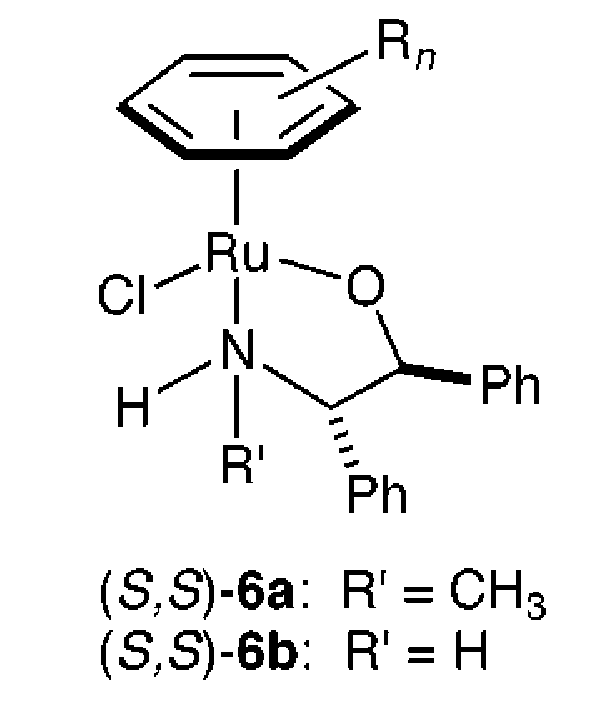 Rn
Ru
Cl
O
N
H
R'
Ph
Ph
(S,S)-6a: R' = CH3
(S,S)-6b: R' = H